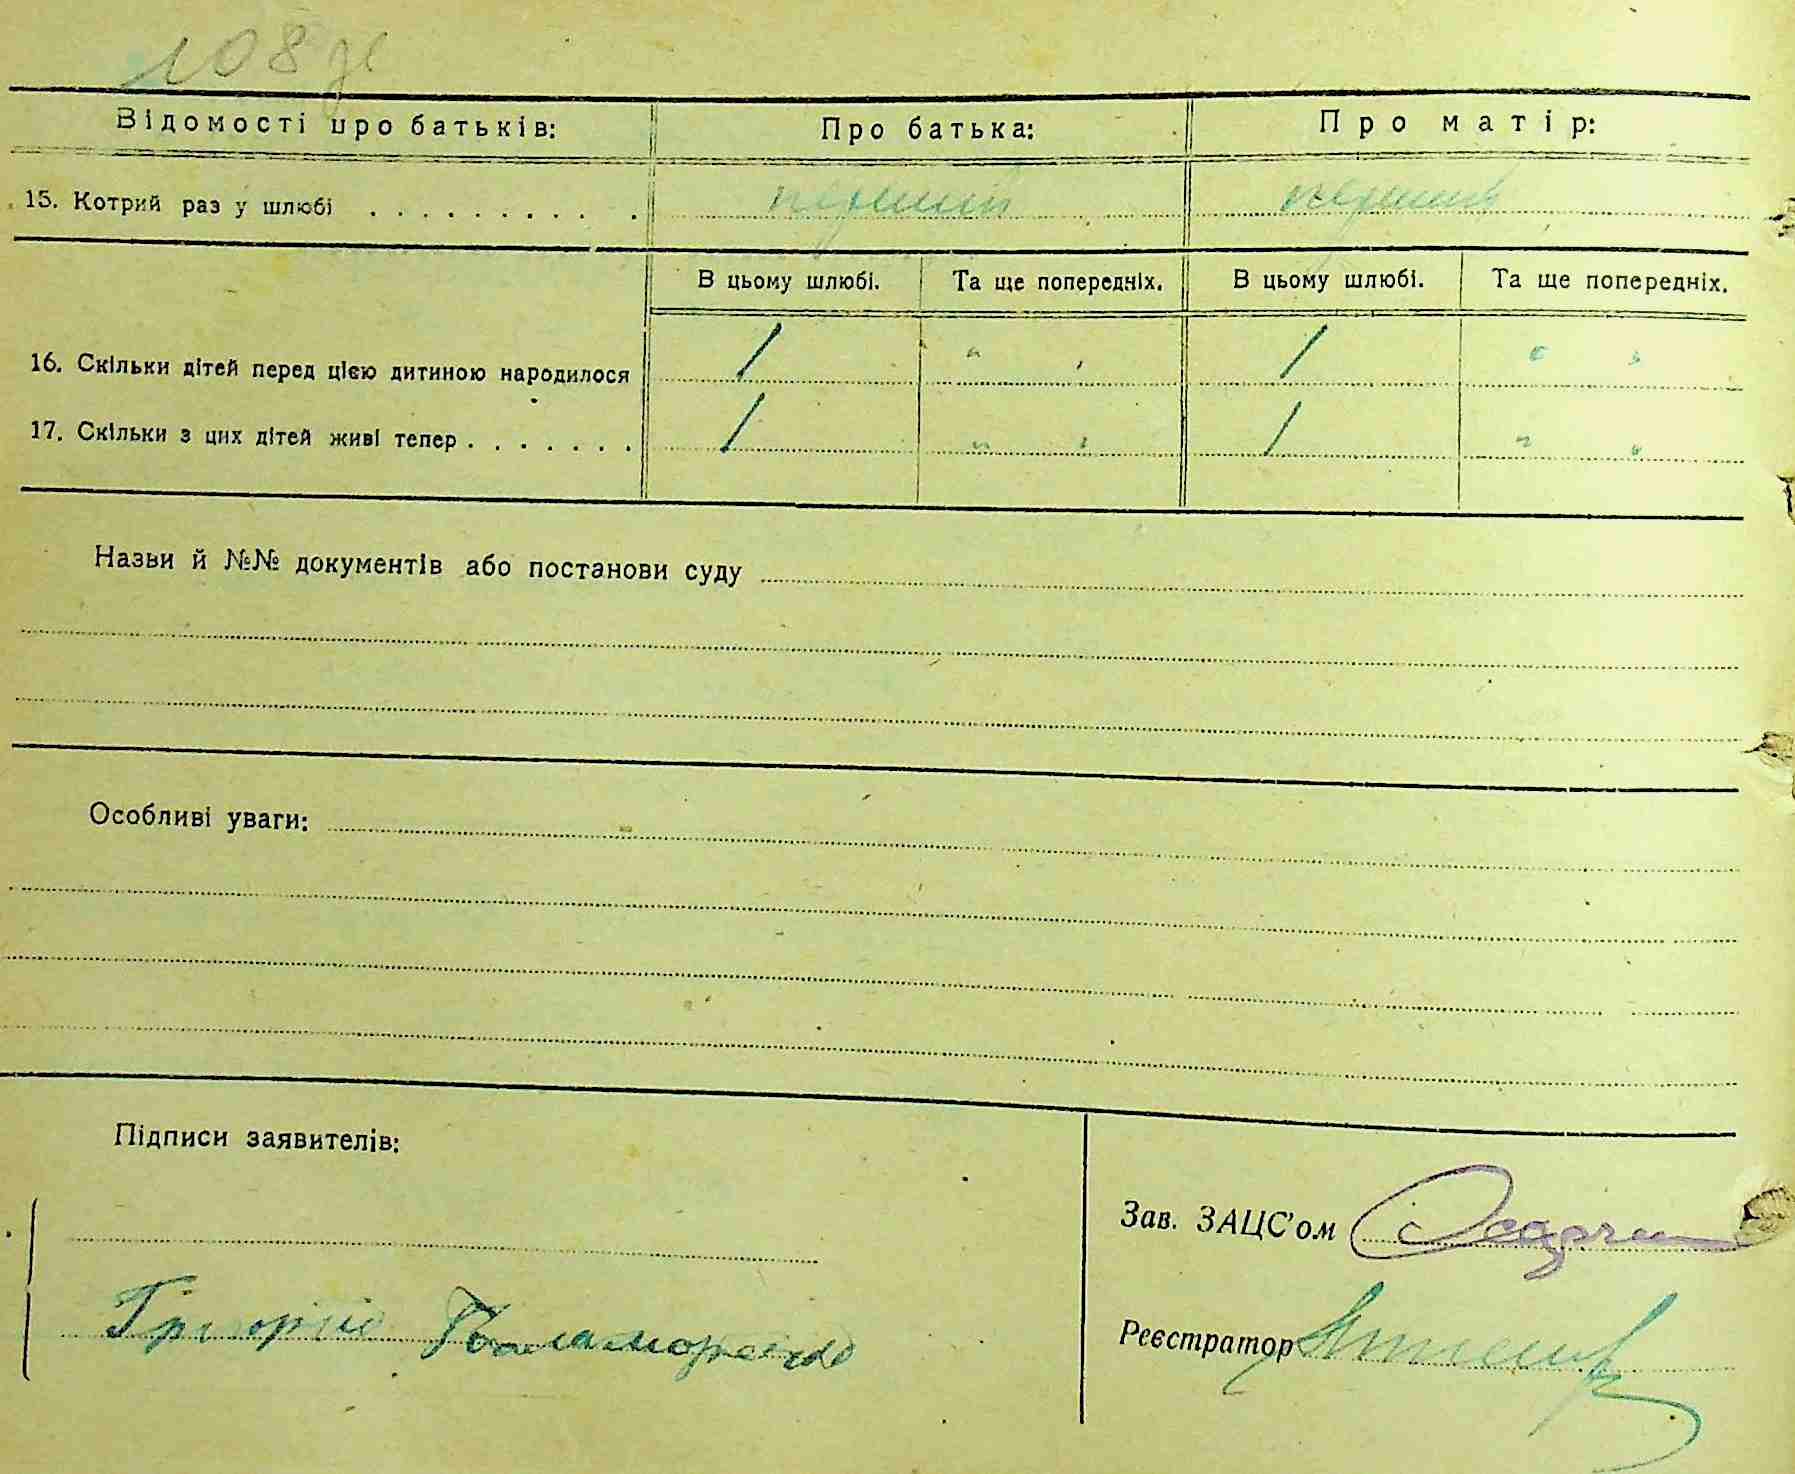 108
Відомості про батьків: Про батька: Про матір:
15. Котрий раз у шлюбі . . . . . . . . . . перший перший
В цьому шлюбі. Та ще попередніх. В цьому шлюбі. Та ще попередніх.
16. Скільки дітей перед цією дитиною народилося 1 " " 1 " "
17. Скільки з цих дітей живі тепер . . . . . . . 1 " " 1 " "
Назви й №№ документів або постанови суду
Особливі уваги:
Підписи заявителів:
Зав. ЗАЦС'ом
Григорій Паламаренко
Реєстратор